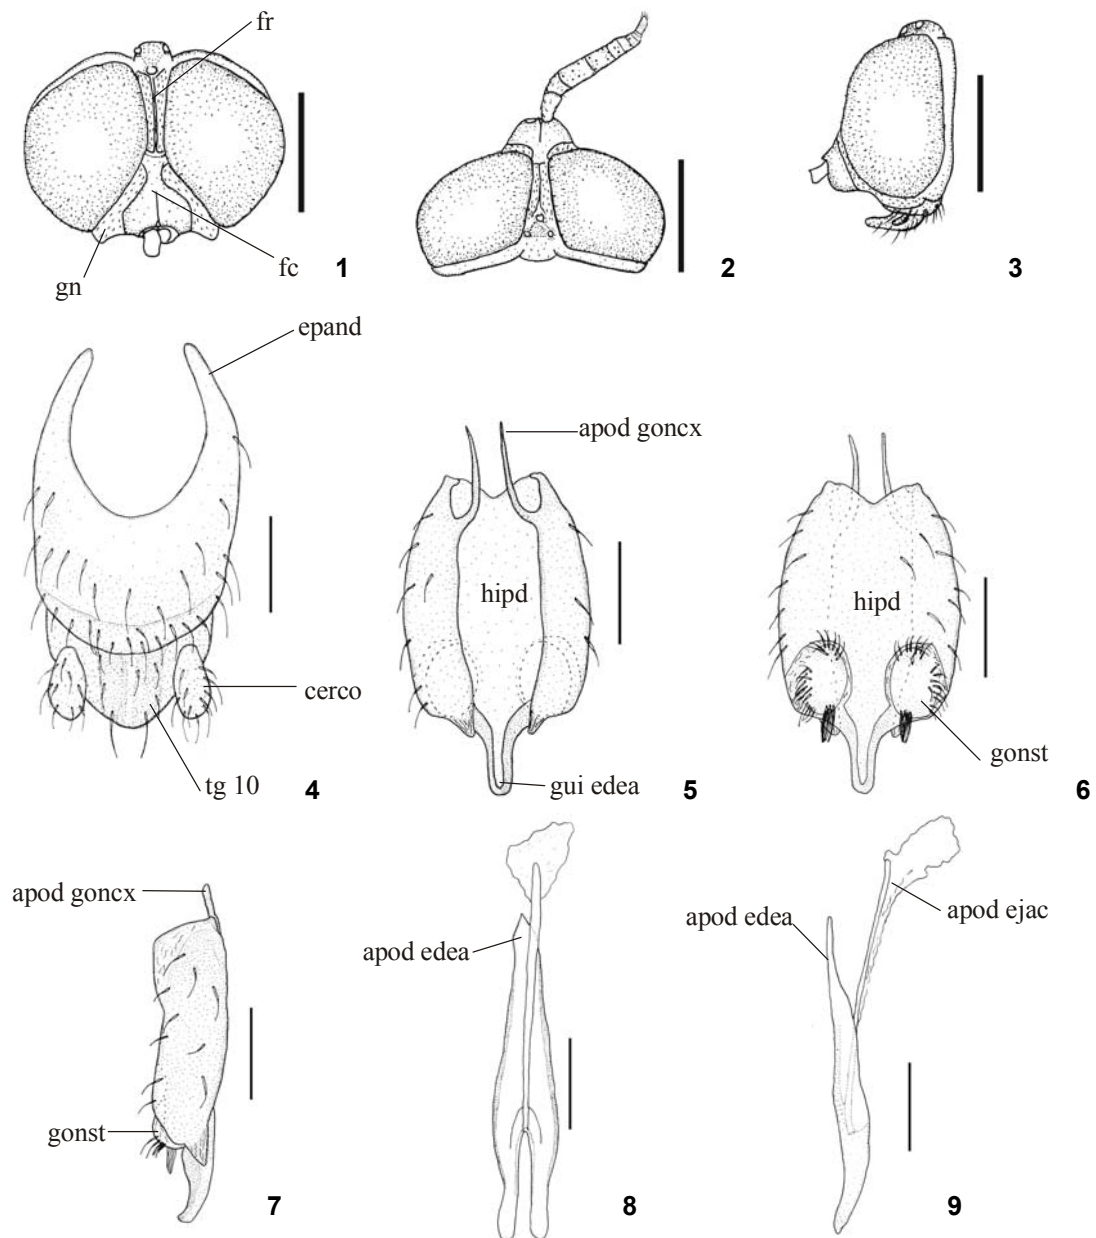 fr
fc
gn
1
2
3
epand
cerco
tg 10
4
apod goncx
hipd
gui edea
5
hipd
gonst
6
apod goncx
gonst
7
apod edea
8
apod edea
apod ejac
9